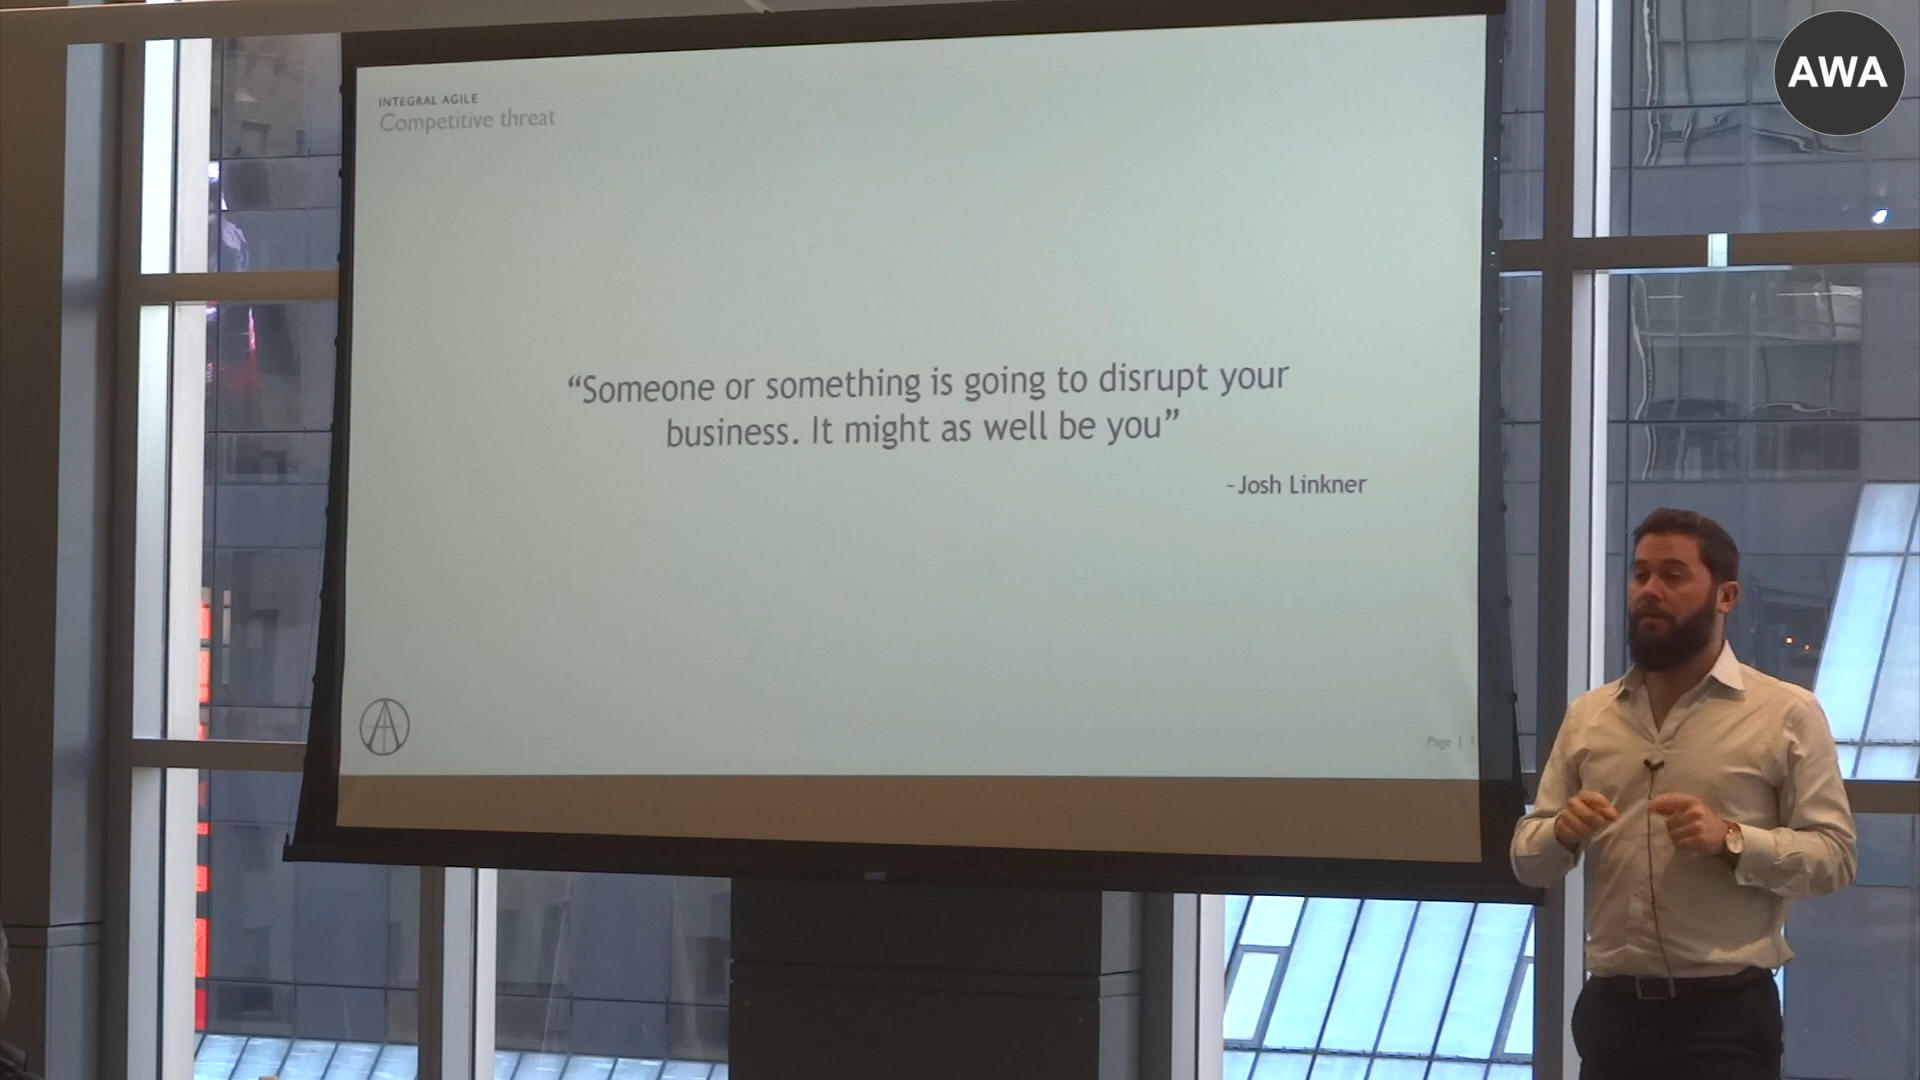 AWA
INTEGRAL AGILE
Competitive threat
“Someone or something is going to disrupt your
business. It might as well be you”
~Josh Linkner
Page |